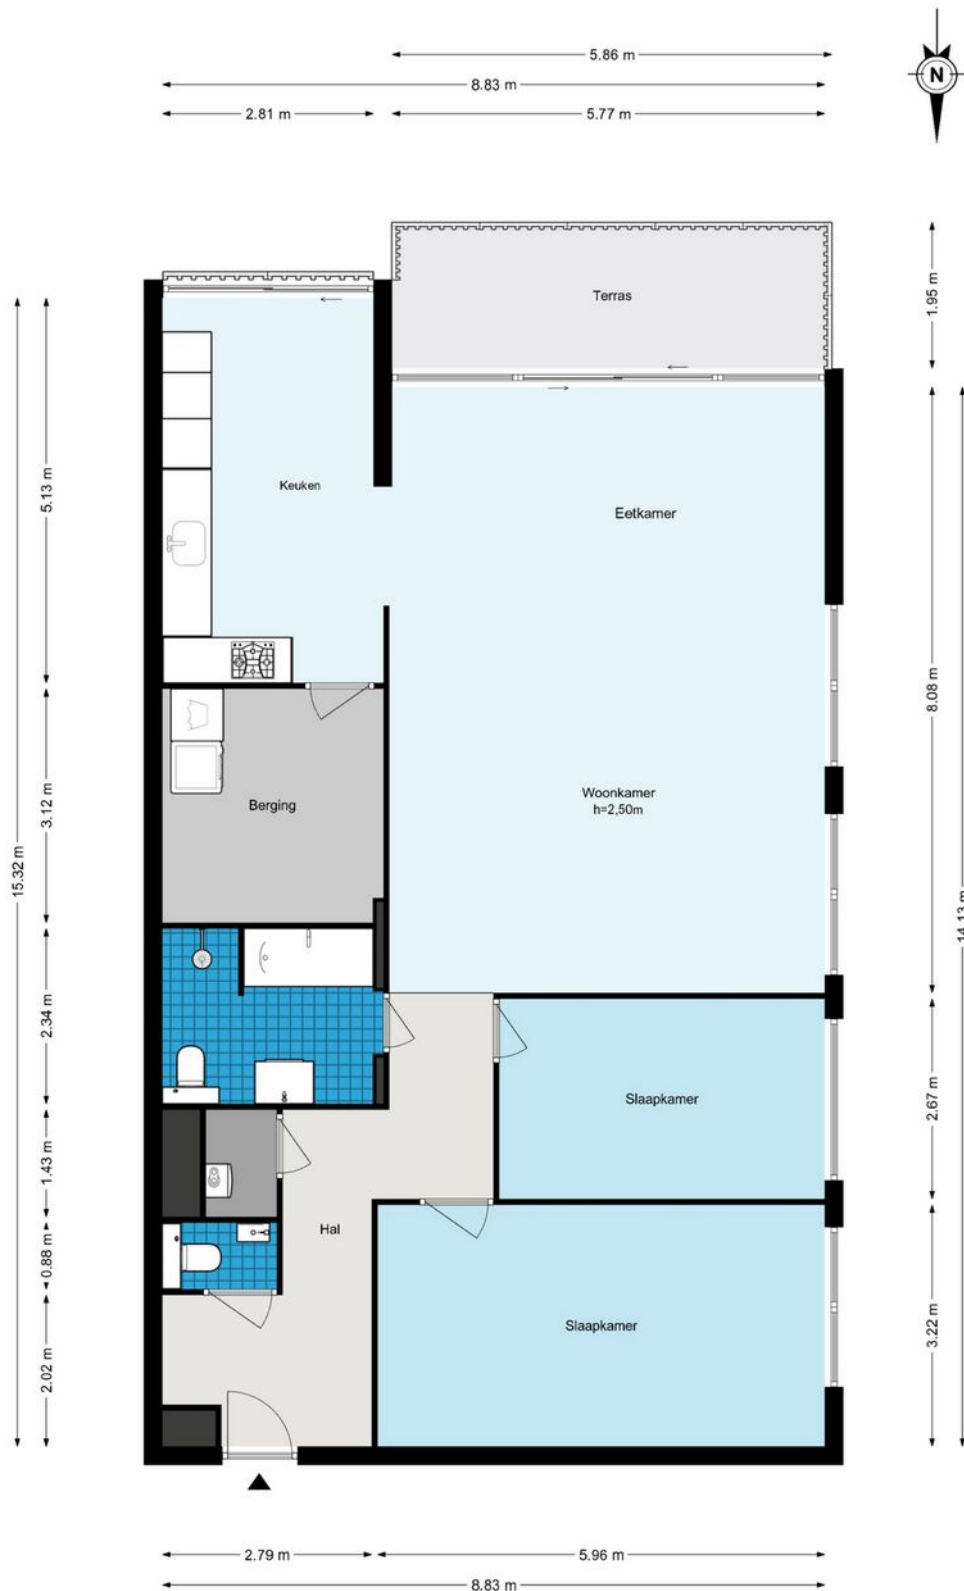 5.86 m
8.83 m
2.81 m
5.77 m
N
Terras
1.95 m
Keuken
Eetkamer
5.13 m
8.08 m
Woonkamer
h=2,50m
Berging
3.12 m
15.32 m
14.13 m
2.34 m
Slaapkamer
2.67 m
1.43 m
Hal
0.88 m
Slaapkamer
3.22 m
2.02 m
2.79 m
5.96 m
8.83 m